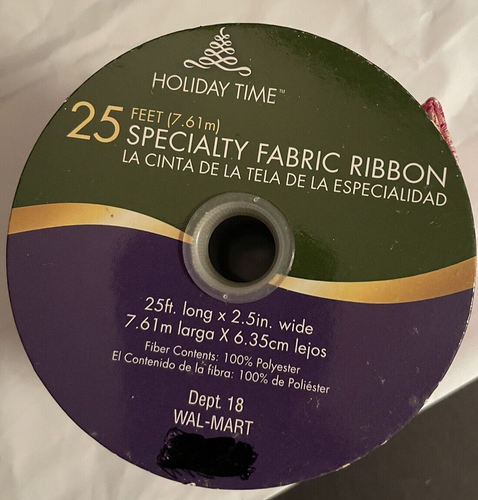 HOLIDAY TIME™
25 FEET (7.61m)
SPECIALTY FABRIC RIBBON
LA CINTA DE LA TELA DE LA ESPECIALIDAD
25ft. long x 2.5in. wide
7.61m larga X 6.35cm lejos
Fiber Contents: 100% Polyester
El Contenido de la fibra: 100% de Poliéster
Dept. 18
WAL-MART